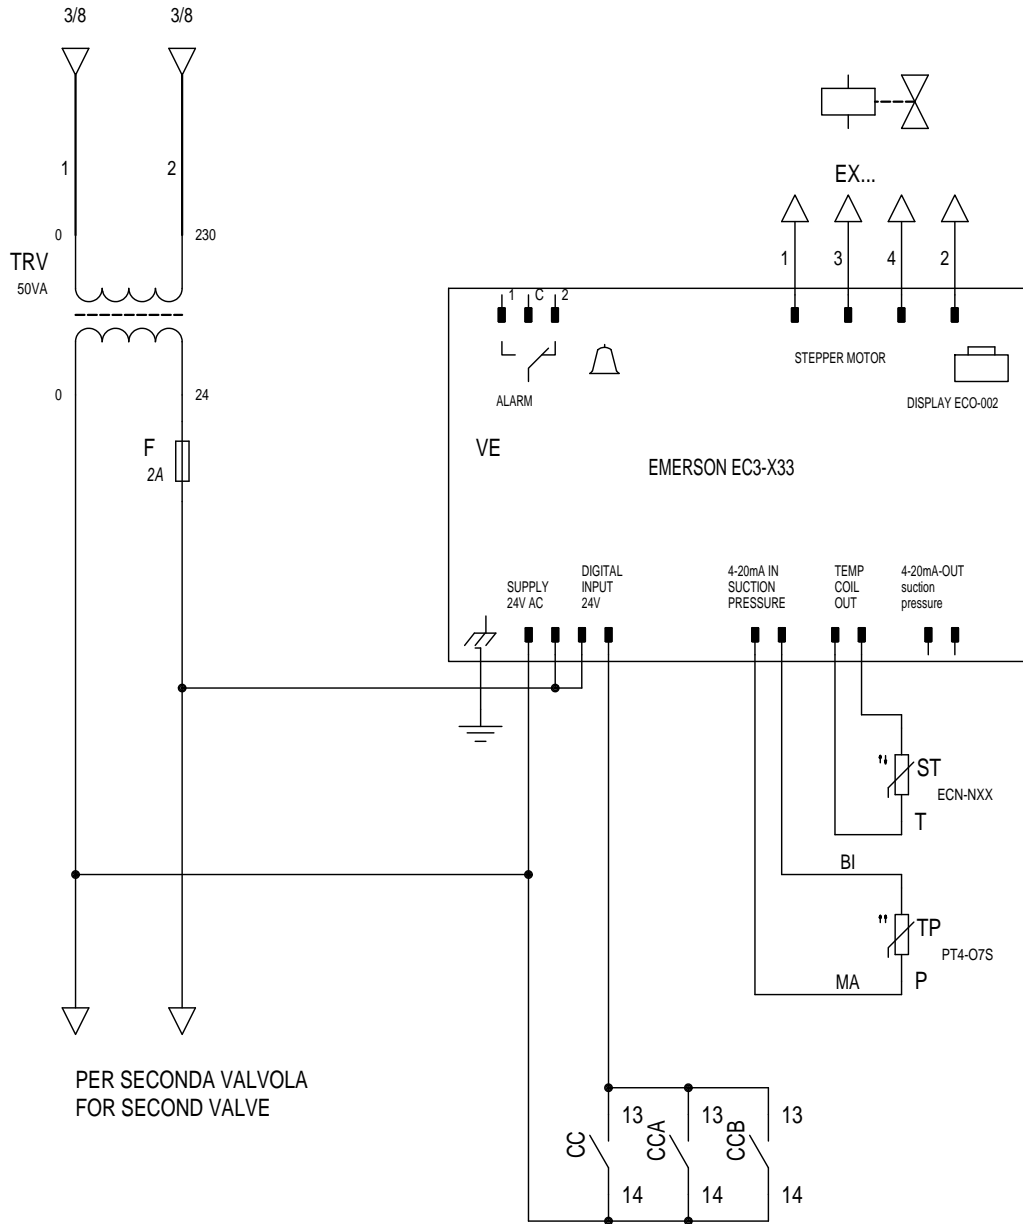 3/8
3/8
1
2
0
230
TRV
50VA
0
24
F
2A
EX...
1
3
4
2
1
C
2
STEPPER MOTOR
ALARM
DISPLAY ECO-002
VE
EMERSON EC3-X33
SUPPLY
24V AC
DIGITAL
INPUT
24V
4-20mA IN
SUCTION
PRESSURE
TEMP
COIL
OUT
4-20mA-OUT
suction
pressure
ST
ECN-NXX
T
BI
TP
PT4-O7S
MA
P
PER SECONDA VALVOLA
FOR SECOND VALVE
CC
13
14
CCA
13
14
CCB
13
14